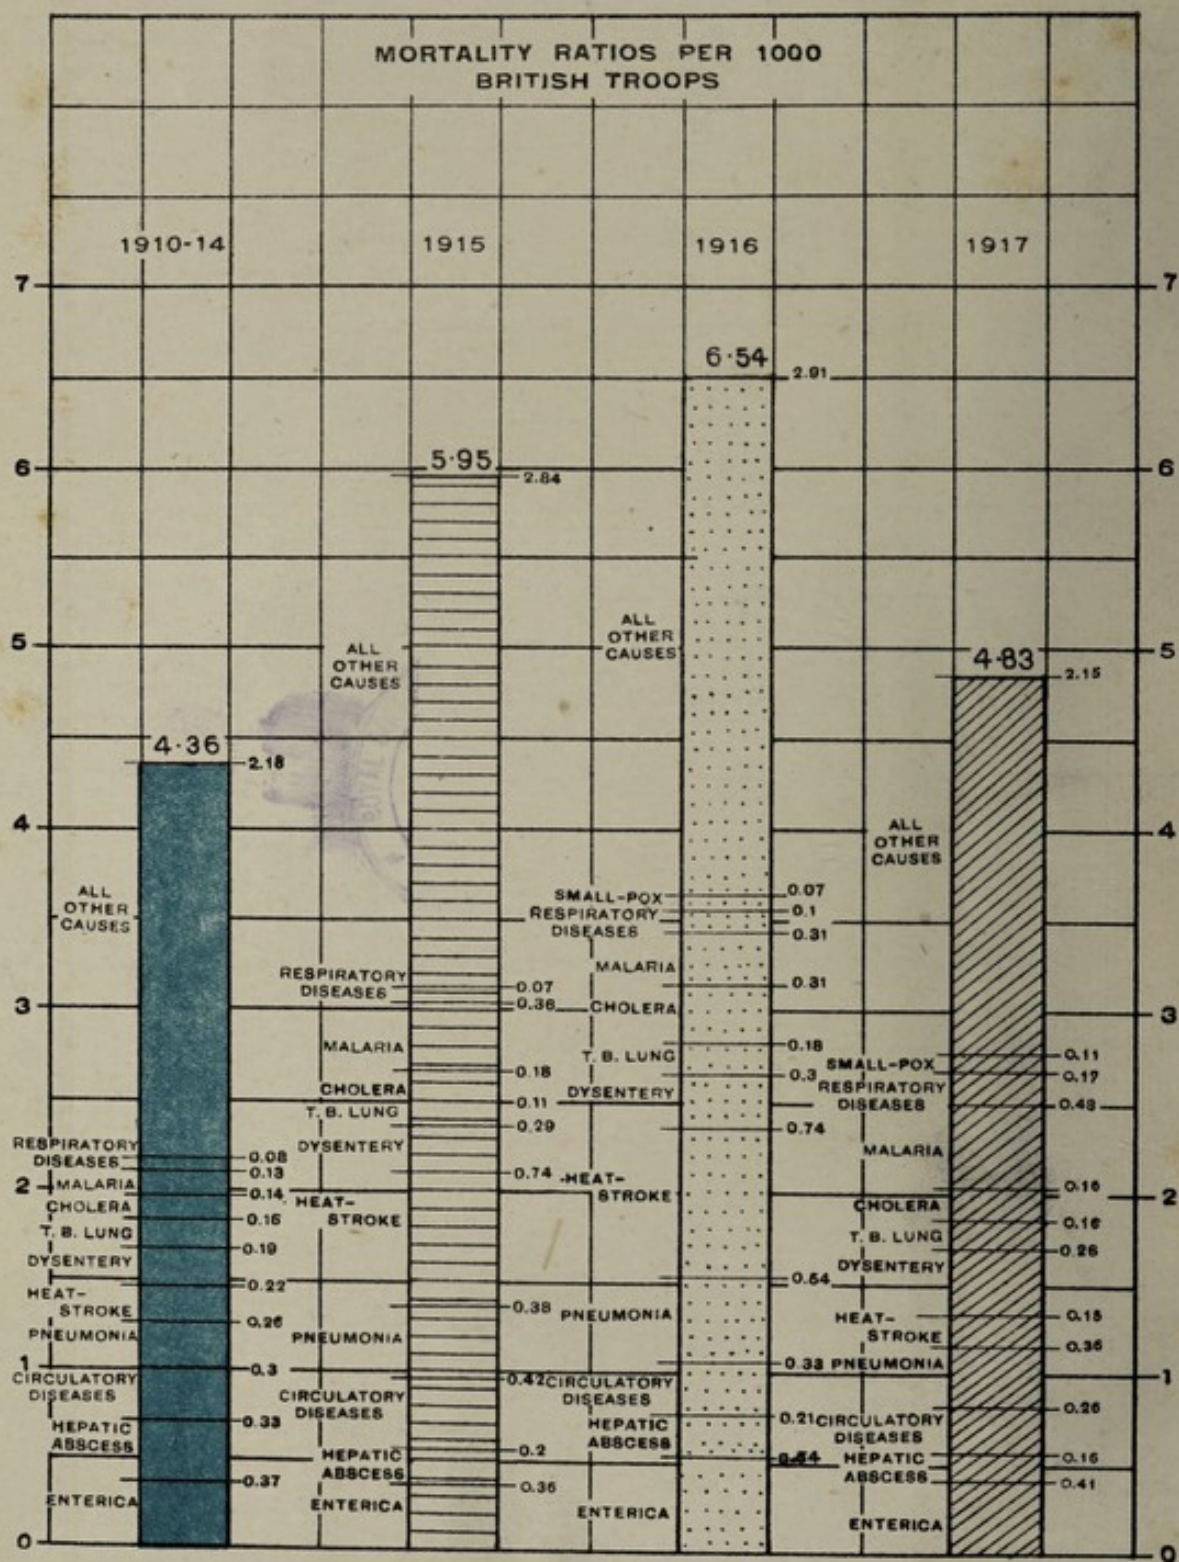 MORTALITY RATIOS PER 1000
BRITISH TROOPS
1910-14
1915
1916
1917
7
7
6
6
5
5
4
4
3
3
2
2
1
1
0
0
4·36
2.18
ALL
OTHER
CAUSES
RESPIRATORY
DISEASES
0.08
0.13
MALARIA
0.14
CHOLERA
0.16
T. B. LUNG
0.19
DYSENTERY
0.22
HEAT-
STROKE
0.26
PNEUMONIA
0.3
CIRCULATORY
DISEASES
0.33
HEPATIC
ABSCESS
0.37
ENTERICA
5·95
2.84
ALL
OTHER
CAUSES
RESPIRATORY
DISEASES
0.07
0.36
MALARIA
0.18
CHOLERA
0.11
T. B. LUNG
0.29
DYSENTERY
0.74
HEAT-
STROKE
0.38
PNEUMONIA
0.42
CIRCULATORY
DISEASES
0.2
HEPATIC
ABSCESS
0.36
ENTERICA
6·54
2.91
ALL
OTHER
CAUSES
SMALL-POX
0.07
RESPIRATORY
DISEASES
0.1
0.31
MALARIA
0.31
CHOLERA
0.18
T. B. LUNG
0.3
DYSENTERY
0.74
HEAT-
STROKE
0.54
PNEUMONIA
0.33
CIRCULATORY
DISEASES
0.21
HEPATIC
ABSCESS
ENTERICA
4·83
2.15
ALL
OTHER
CAUSES
0.11
SMALL-POX
0.17
RESPIRATORY
DISEASES
MALARIA
0.16
CHOLERA
0.16
T. B. LUNG
0.26
DYSENTERY
0.15
HEAT-
STROKE
0.35
PNEUMONIA
0.26
CIRCULATORY
DISEASES
0.16
HEPATIC
ABSCESS
0.41
ENTERICA